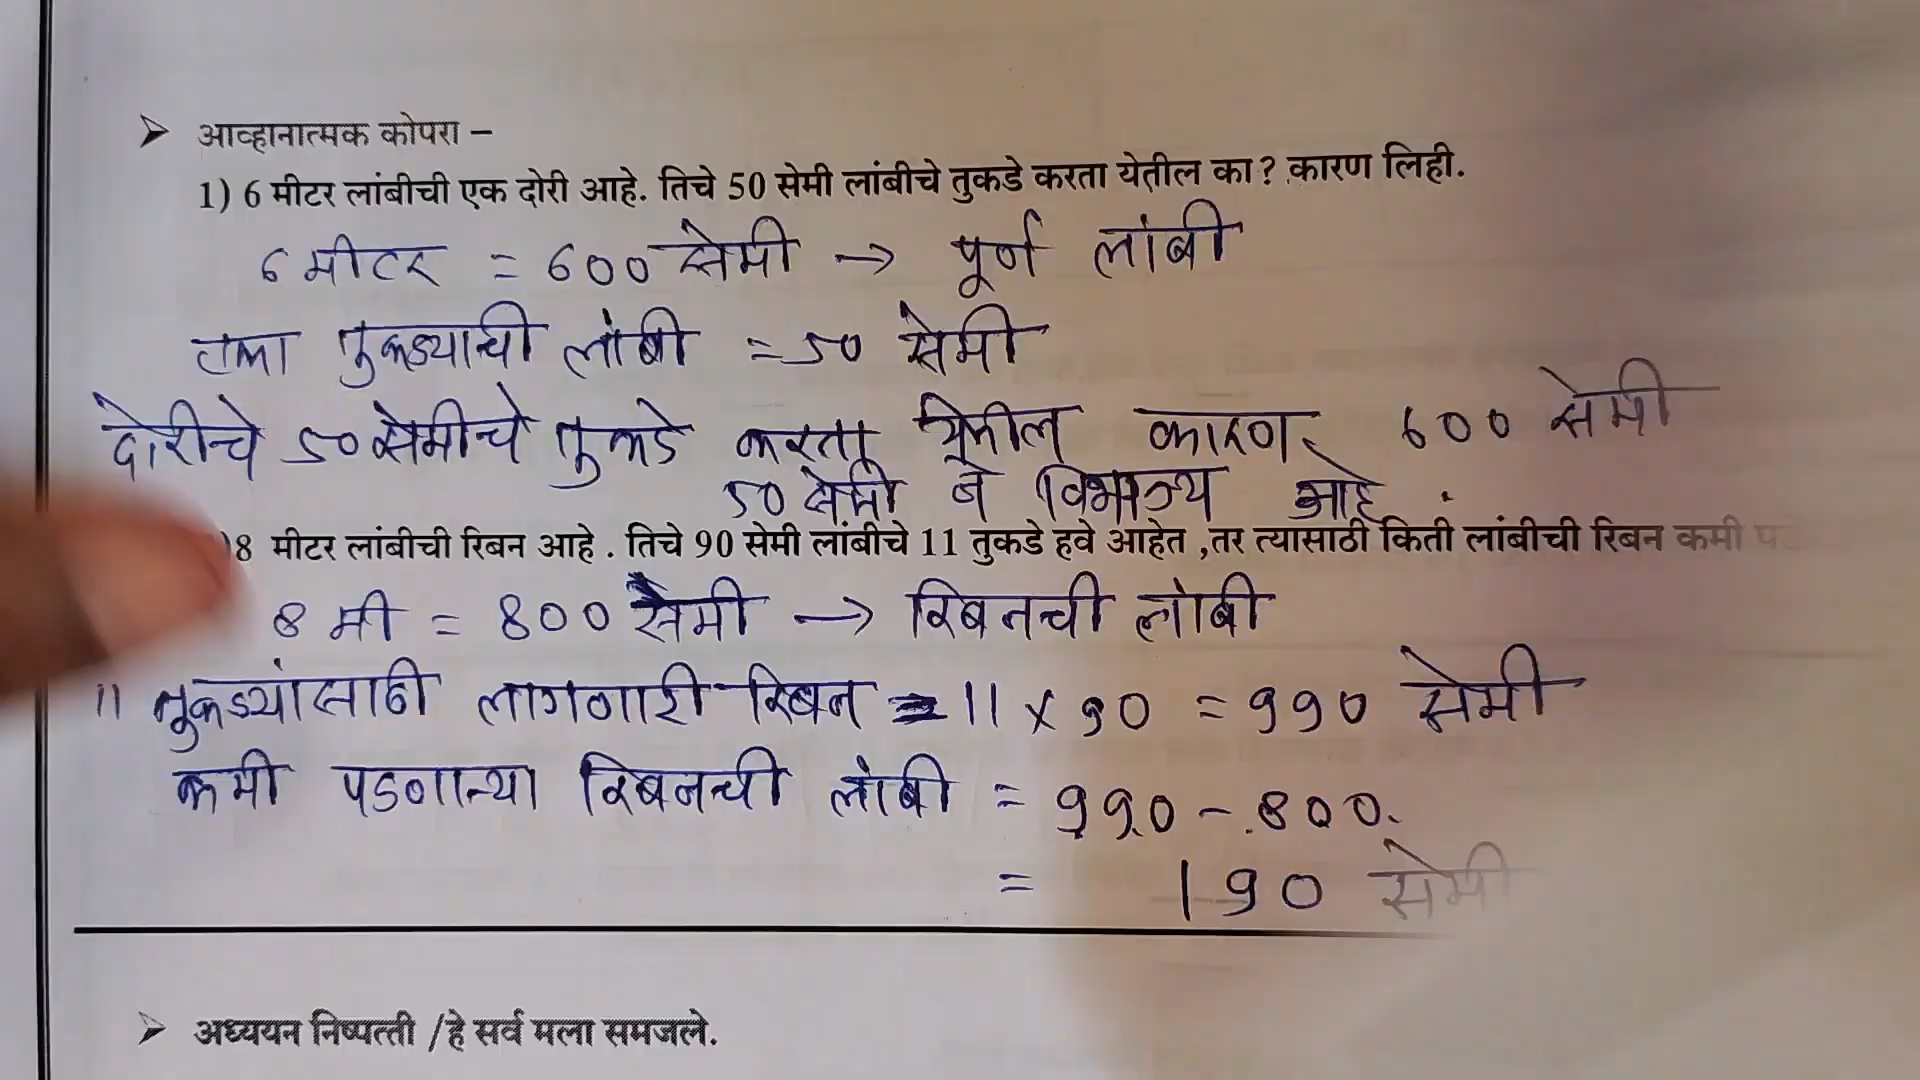 ➤ आव्हानात्मक कोपरा –
1) 6 मीटर लांबीची एक दोरी आहे. तिचे 50 सेमी लांबीचे तुकडे करता येतील का? कारण लिही.
6 मीटर = 600 सेमी → पूर्ण लांबी
एका तुकड्याची लांबी = 50 सेमी
दोरीचे 50 सेमीचे तुकडे करता येतील कारण, 600 सेमी
50 सेमी ने विभाज्य आहे.
)8 मीटर लांबीची रिबन आहे . तिचे 90 सेमी लांबीचे 11 तुकडे हवे आहेत ,तर त्यासाठी किती लांबीची रिबन कमी
8 मी = 800 सेमी → रिबनची लांबी
11 तुकड्यांसाठी लागणारी रिबन = 11 × 90 = 990 सेमी
कमी पडणाऱ्या रिबनची लांबी = 990 - 800.
= 190 सेमी
➤ अध्ययन निष्पत्ती /हे सर्व मला समजले.